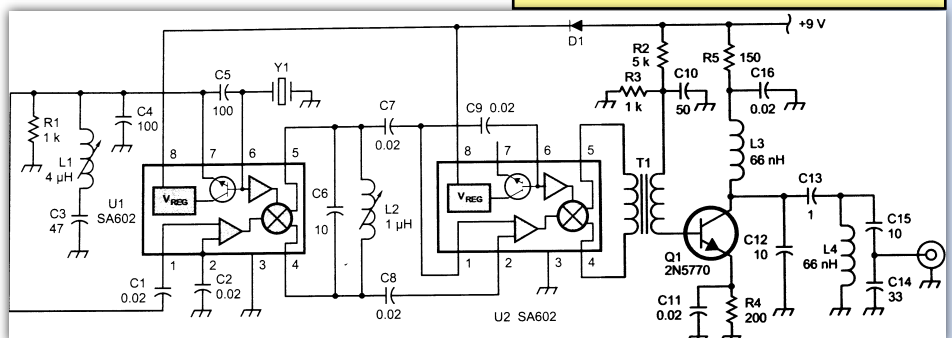 +9 V
D1
R2
5 k
R5 150
R3
1 k
C10
50
C16
0.02
C5
100
Y1
C4
100
R1
1 k
L1
4 µH
C3
47
U1
SA602
8 7 6 5
VREG
1 2 3 4
C1
0.02
C2
0.02
C6
10
L2
1 µH
C7
0.02
C8
0.02
C9 0.02
8 7 6 5
VREG
1 2 3 4
U2 SA602
T1
L3
66 nH
Q1
2N5770
C11
0.02
R4
200
C12
10
C13
1
L4
66 nH
C15
10
C14
33